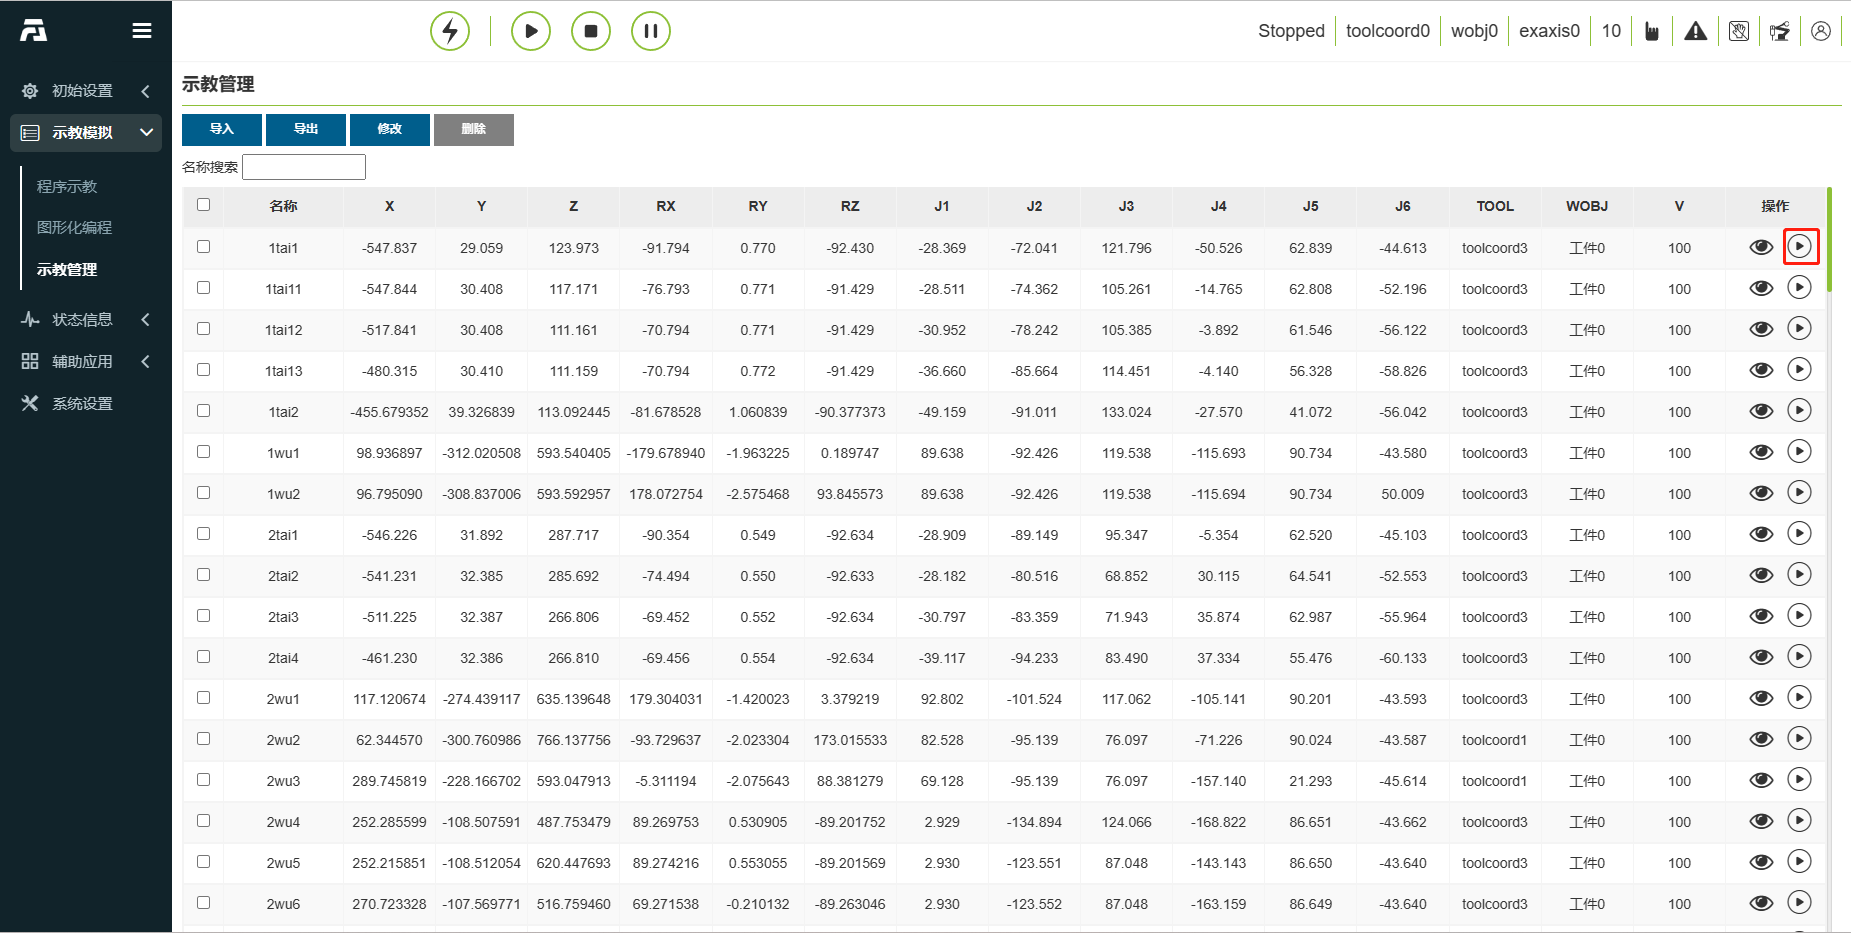 Stopped toolcoord0 wobj0 exaxis0 10
初始设置
示教模拟
程序示教
图形化编程
示教管理
状态信息
辅助应用
系统设置
示教管理
导入 导出 修改 删除
名称搜索
名称 X Y Z RX RY RZ J1 J2 J3 J4 J5 J6 TOOL WOBJ V 操作
1tai1 -547.837 29.059 123.973 -91.794 0.770 -92.430 -28.369 -72.041 121.796 -50.526 62.839 -44.613 toolcoord3 工件0 100
1tai11 -547.844 30.408 117.171 -76.793 0.771 -91.429 -28.511 -74.362 105.261 -14.765 62.808 -52.196 toolcoord3 工件0 100
1tai12 -517.841 30.408 111.161 -70.794 0.771 -91.429 -30.952 -78.242 105.385 -3.892 61.546 -56.122 toolcoord3 工件0 100
1tai13 -480.315 30.410 111.159 -70.794 0.772 -91.429 -36.660 -85.664 114.451 -4.140 56.328 -58.826 toolcoord3 工件0 100
1tai2 -455.679352 39.326839 113.092445 -81.678528 1.060839 -90.377373 -49.159 -91.011 133.024 -27.570 41.072 -56.042 toolcoord3 工件0 100
1wu1 98.936897 -312.020508 593.540405 -179.678940 -1.963225 0.189747 89.638 -92.426 119.538 -115.693 90.734 -43.580 toolcoord3 工件0 100
1wu2 96.795090 -308.837006 593.592957 178.072754 -2.575468 93.845573 89.638 -92.426 119.538 -115.694 90.734 50.009 toolcoord3 工件0 100
2tai1 -546.226 31.892 287.717 -90.354 0.549 -92.634 -28.909 -89.149 95.347 -5.354 62.520 -45.103 toolcoord3 工件0 100
2tai2 -541.231 32.385 285.692 -74.494 0.550 -92.633 -28.182 -80.516 68.852 30.115 64.541 -52.553 toolcoord3 工件0 100
2tai3 -511.225 32.387 266.806 -69.452 0.552 -92.634 -30.797 -83.359 71.943 35.874 62.987 -55.964 toolcoord3 工件0 100
2tai4 -461.230 32.386 266.810 -69.456 0.554 -92.634 -39.117 -94.233 83.490 37.334 55.476 -60.133 toolcoord3 工件0 100
2wu1 117.120674 -274.439117 635.139648 179.304031 -1.420023 3.379219 92.802 -101.524 117.062 -105.141 90.201 -43.593 toolcoord3 工件0 100
2wu2 62.344570 -300.760986 766.137756 -93.729637 -2.023304 173.015533 82.528 -95.139 76.097 -71.226 90.024 -43.587 toolcoord1 工件0 100
2wu3 289.745819 -228.166702 593.047913 -5.311194 -2.075643 88.381279 69.128 -95.139 76.097 -157.140 21.293 -45.614 toolcoord1 工件0 100
2wu4 252.285599 -108.507591 487.753479 89.269753 0.530905 -89.201752 2.929 -134.894 124.066 -168.822 86.651 -43.662 toolcoord3 工件0 100
2wu5 252.215851 -108.512054 620.447693 89.274216 0.553055 -89.201569 2.930 -123.551 87.048 -143.143 86.650 -43.640 toolcoord3 工件0 100
2wu6 270.723328 -107.569771 516.759460 69.271538 -0.210132 -89.263046 2.930 -123.552 87.048 -163.159 86.649 -43.640 toolcoord3 工件0 100